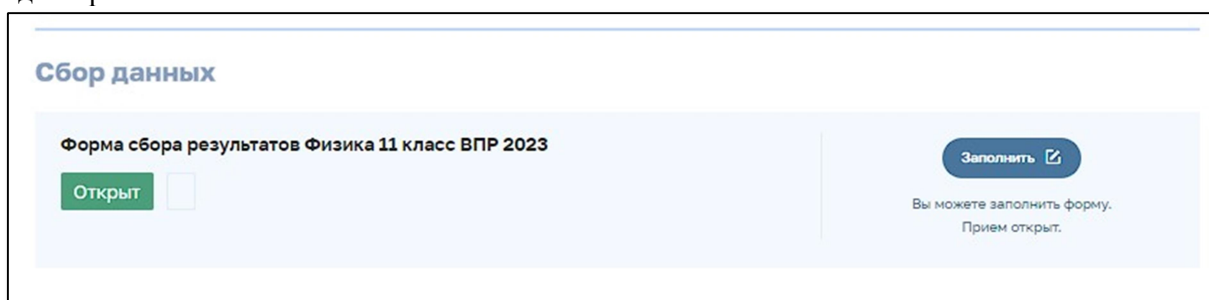 Сбор данных
Форма сбора результатов Физика 11 класс ВПР 2023
Открыт
Заполнить
Вы можете заполнить форму.
Прием открыт.